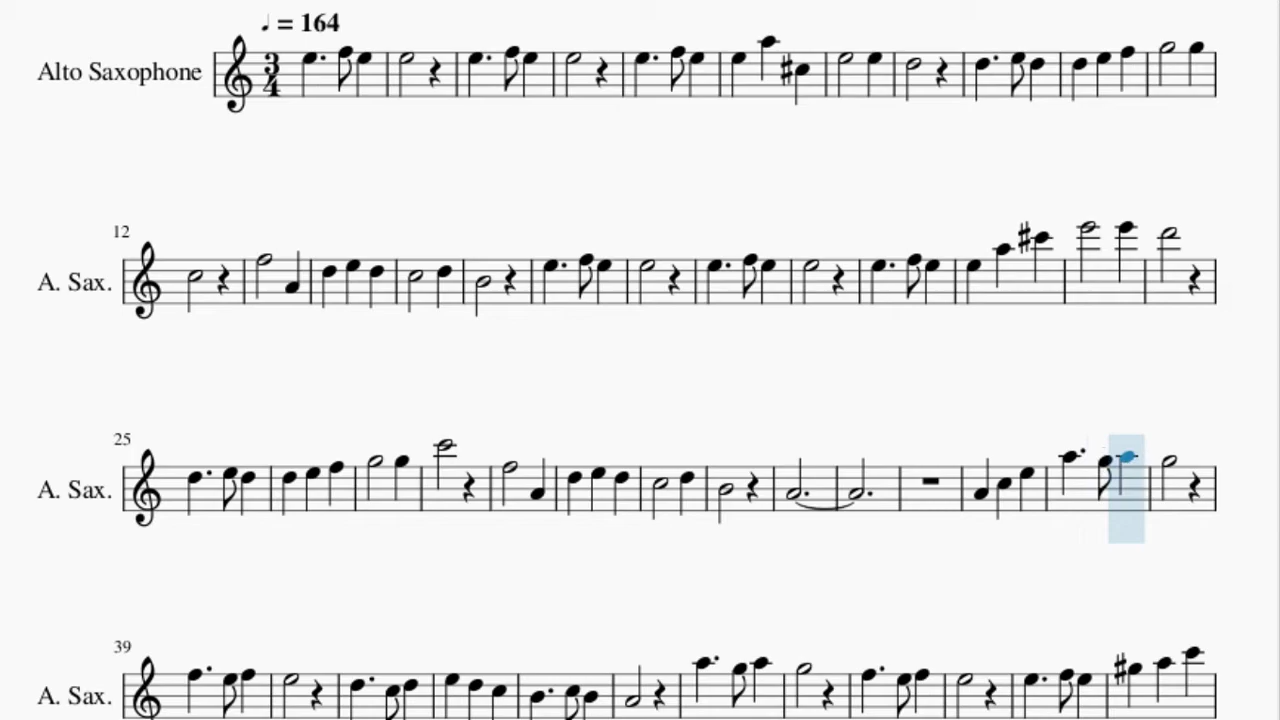 ♩ = 164
Alto Saxophone
3
4
12
A. Sax.
25
A. Sax.
39
A. Sax.